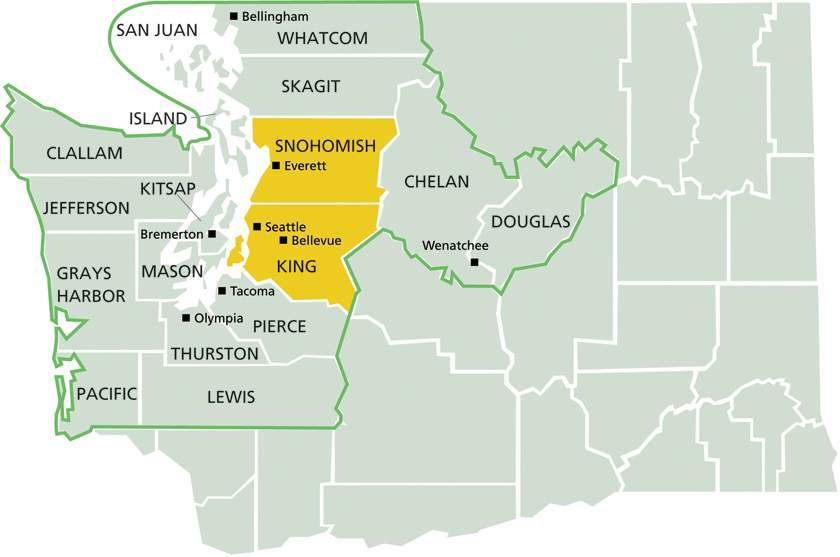 Bellingham
SAN JUAN
WHATCOM
SKAGIT
ISLAND
SNOHOMISH
CLALLAM
Everett
CHELAN
KITSAP
JEFFERSON
DOUGLAS
Seattle
Bremerton
Bellevue
Wenatchee
KING
MASON
GRAYS
HARBOR
Tacoma
Olympia
PIERCE
THURSTON
PACIFIC
LEWIS